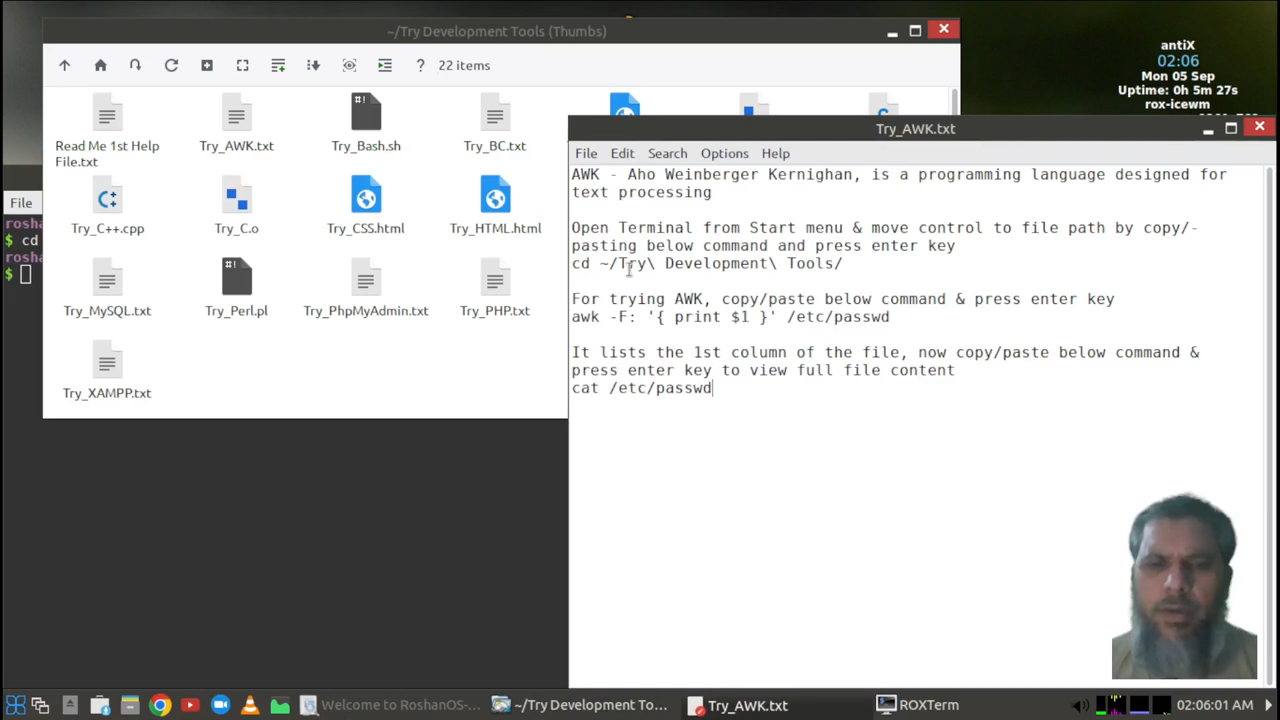 ~/Try Development Tools (Thumbs)
22 items
Read Me 1st Help
File.txt
Try_AWK.txt
Try_Bash.sh
Try_BC.txt
Try_C++.cpp
Try_C.o
Try_CSS.html
Try_HTML.html
Try_MySQL.txt
Try_Perl.pl
Try_PhpMyAdmin.txt
Try_PHP.txt
Try_XAMPP.txt
File
rosha
$ cd
rosha
$
antiX
02:06
Mon 05 Sep
Uptime: 0h 5m 27s
rox-icewm
Try_AWK.txt
File Edit Search Options Help
AWK - Aho Weinberger Kernighan, is a programming language designed for
text processing
Open Terminal from Start menu & move control to file path by copy/-
pasting below command and press enter key
cd ~/Try\ Development\ Tools/
For trying AWK, copy/paste below command & press enter key
awk -F: '{ print $1 }' /etc/passwd
It lists the 1st column of the file, now copy/paste below command &
press enter key to view full file content
cat /etc/passwd
Welcome to RoshanOS-...
~/Try Development To...
Try_AWK.txt
ROXTerm
02:06:01 AM